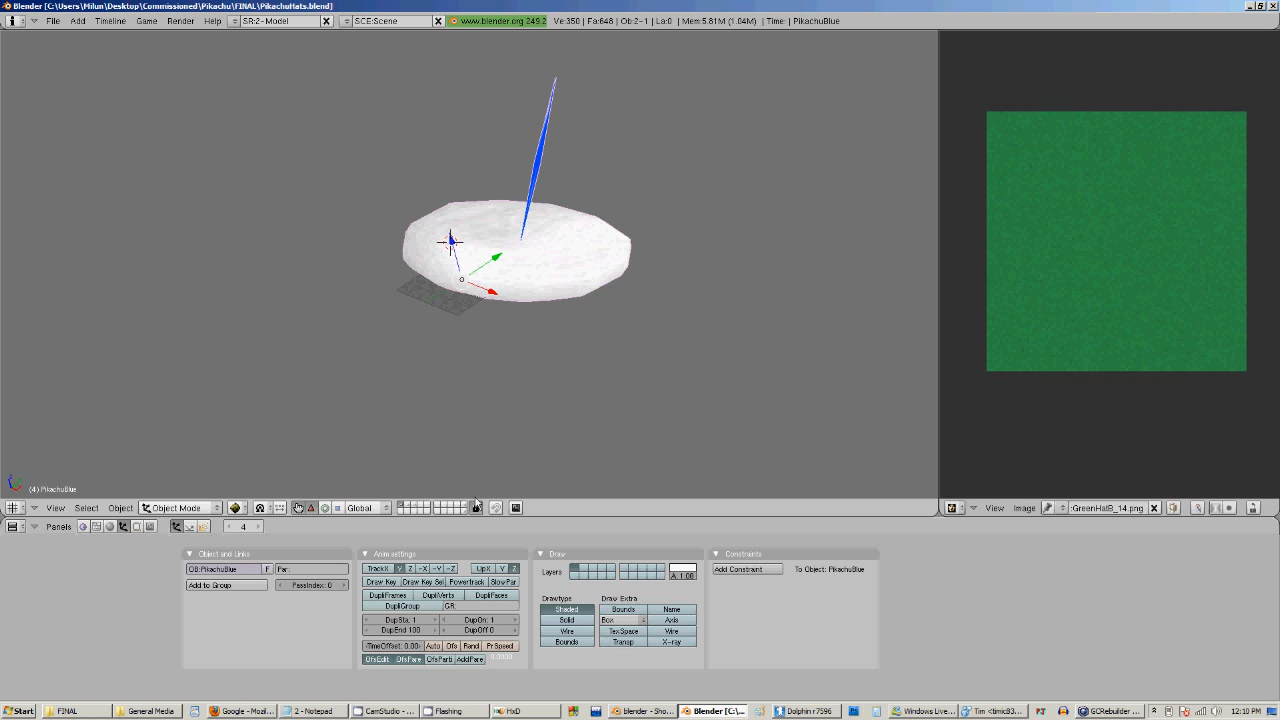 Blender [C:\Users\Milun\Desktop\Commissioned\Pikachu\FINAL\PikachuHats.blend]
File Add Timeline Game Render Help SR:2-Model SCE:Scene www.blender.org 249.2 Ve:350 | Fa:648 | Ob:2-1 | La:0 | Mem:5.81M (1.04M) | Time: | PikachuBlue
(4) PikachuBlue
View Select Object Object Mode Global View Image :GreenHatB_14.png
Panels 4
Object and Links Anim settings Draw Constraints
OB:PikachuBlue F Par: TrackX Y Z -X -Y -Z UpX Y Z Layers Add Constraint To Object: PikachuBlue
A: 1.00
Add to Group PassIndex: 0 Draw Key Draw Key Sel Powertrack SlowPar
DupliFrames DupliVerts DupliFaces Drawtype Draw Extra
DupliGroup GR: Shaded Bounds Name
DupSta: 1 DupOn: 1 Solid Box Axis
DupEnd 100 DupOff 0 Wire TexSpace Wire
TimeOffset: 0.00 Auto Ofs Rand PrSpeed Bounds Transp X-ray
OfsEdit OfsPare OfsParti AddPare 0.0000
Start FINAL General Media Google - Mozil... 2 - Notepad CamStudio - ... Flashing HxD blender - Sho... Blender [C:\... Dolphin r7596 Windows Live... Tim <timicB3... GCRebuilder ... 12:10 PM